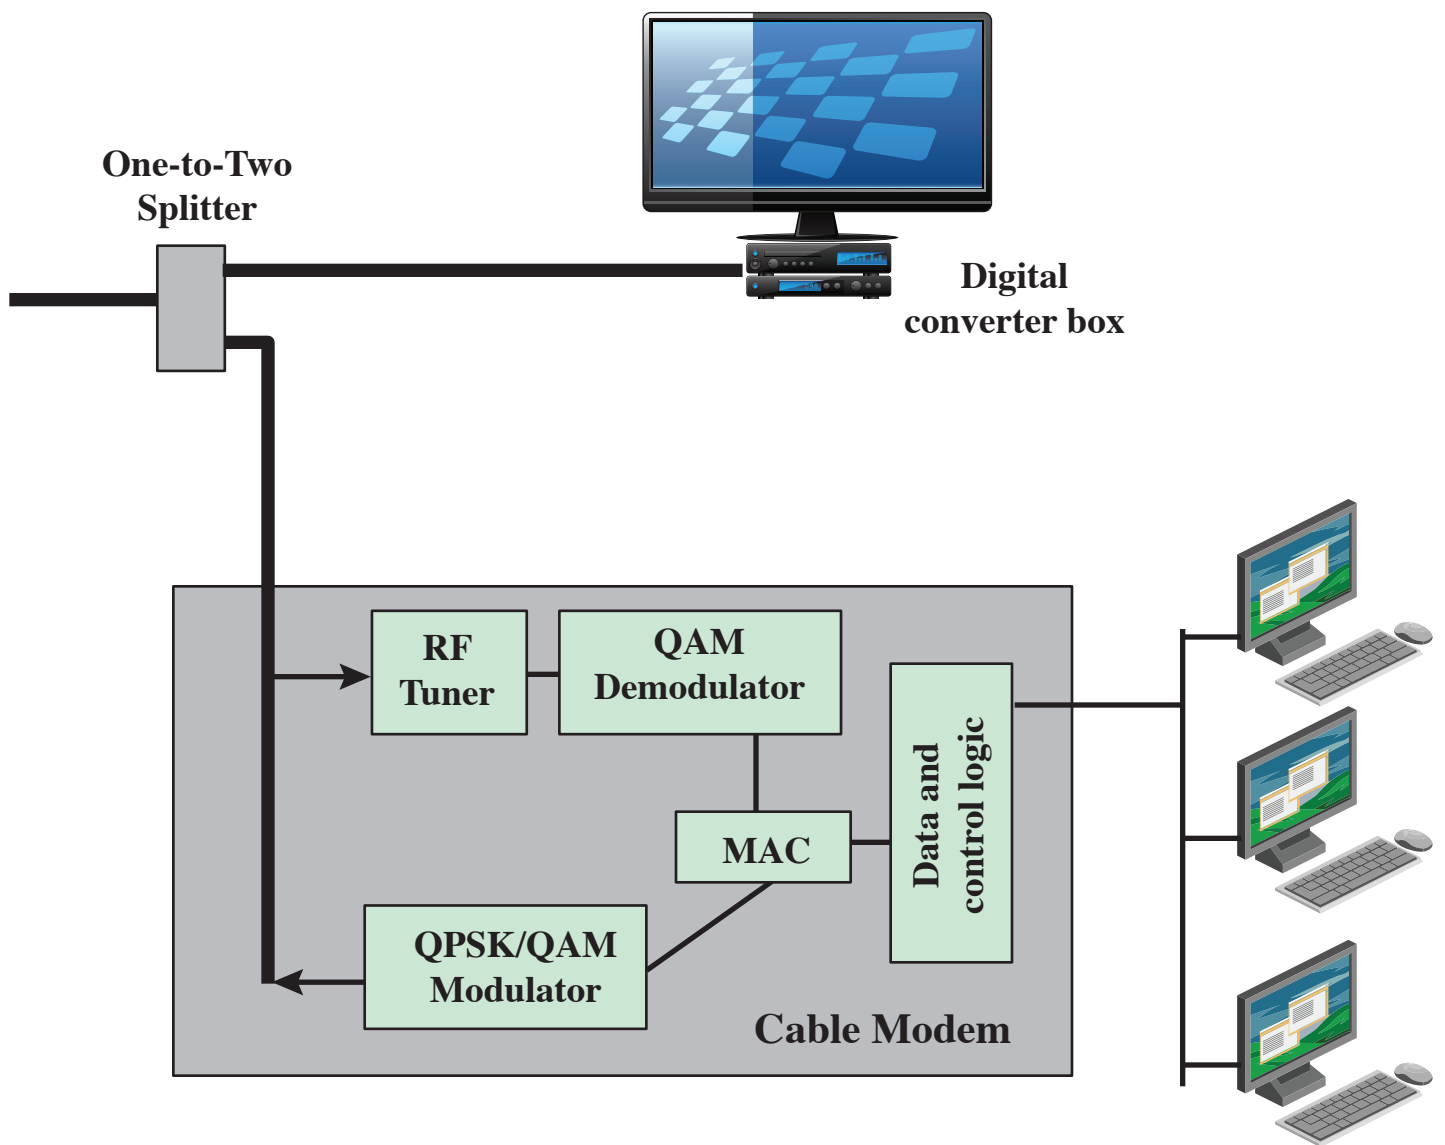 One-to-Two
Splitter
Digital
converter box
RF
Tuner
QAM
Demodulator
Data and
control logic
MAC
QPSK/QAM
Modulator
Cable Modem